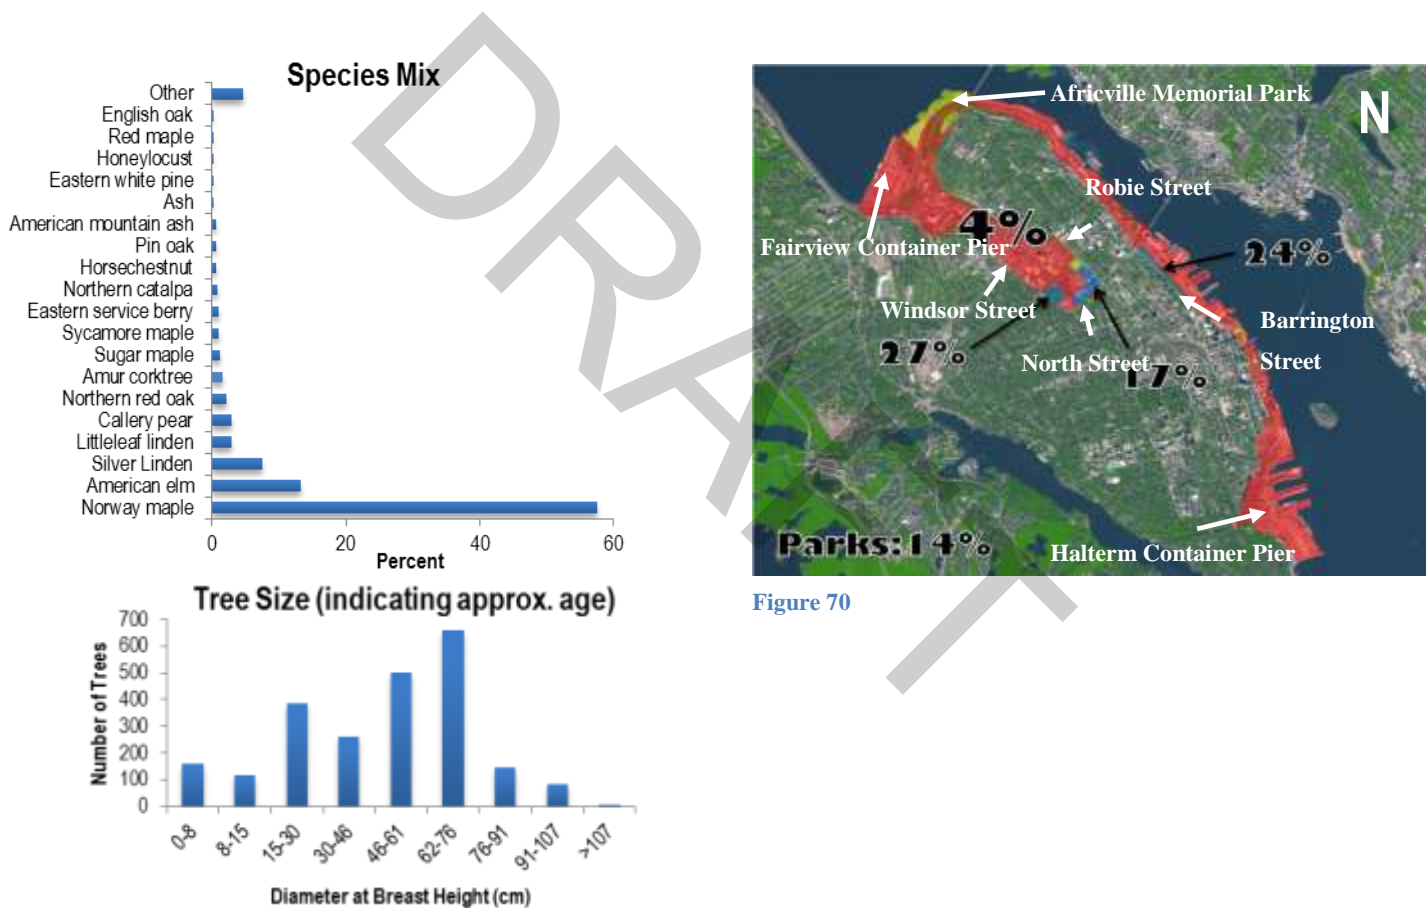 Species Mix
Other
English oak
Red maple
Honeylocust
Eastern white pine
Ash
American mountain ash
Pin oak
Horsechestnut
Northern catalpa
Eastern service berry
Sycamore maple
Sugar maple
Amur corktree
Northern red oak
Callery pear
Littleleaf linden
Silver Linden
American elm
Norway maple
0 20 40 60
Percent
Tree Size (indicating approx. age)
Number of Trees
700
600
500
400
300
200
100
0
0-8 8-15 15-30 30-46 46-61 62-76 76-91 91-107 >107
Diameter at Breast Height (cm)
Africville Memorial Park
N
Robie Street
4%
Fairview Container Pier
24%
Windsor Street
Barrington
Street
27%
North Street
17%
Parks:14%
Halterm Container Pier
Figure 70
DRAFT